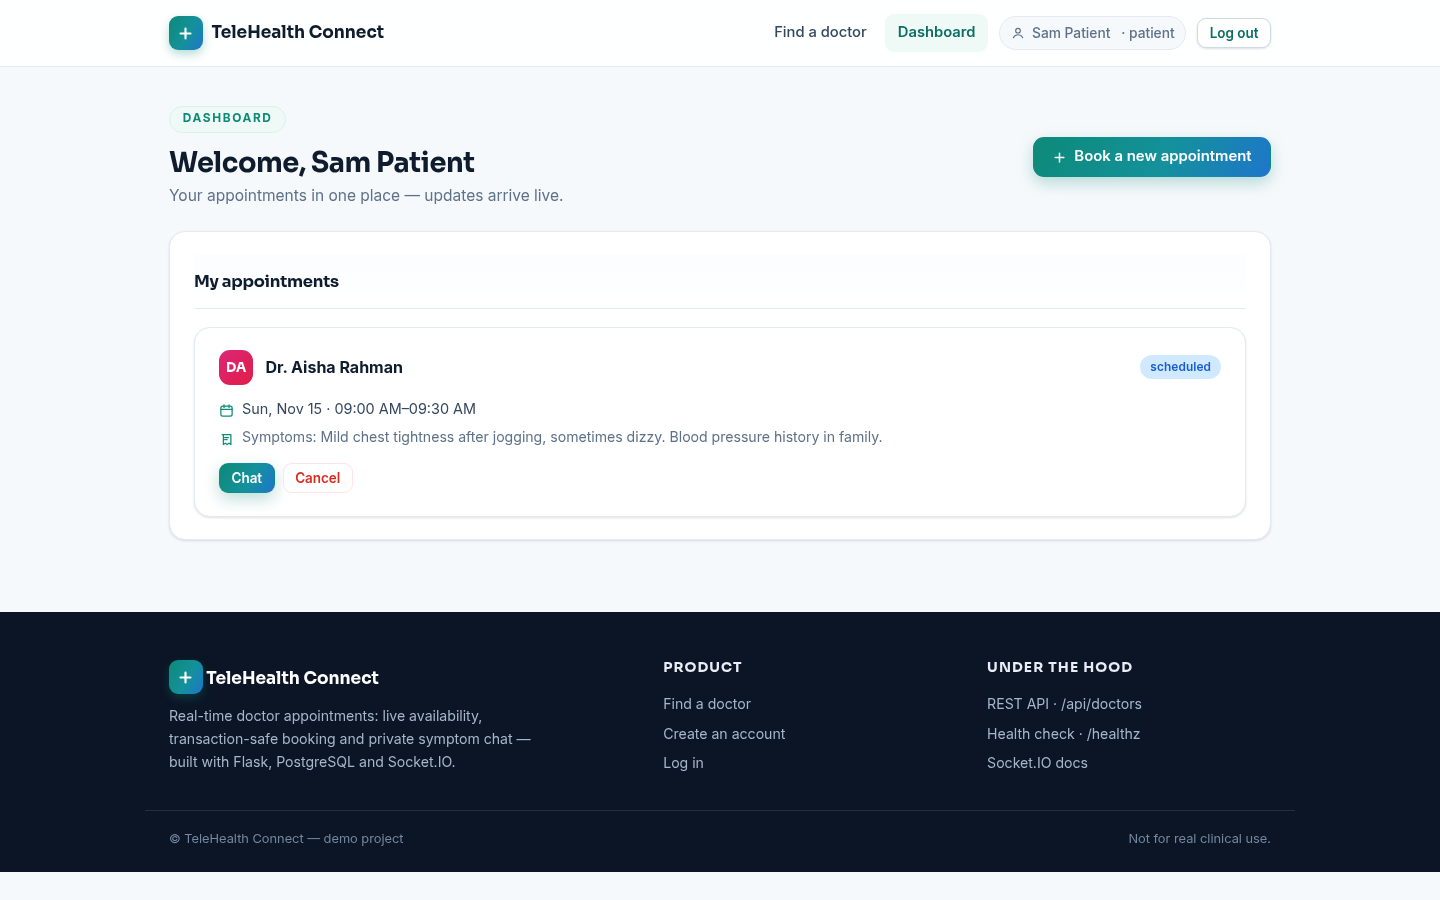 TeleHealth Connect
Find a doctor
Dashboard
Sam Patient · patient
Log out
DASHBOARD
Welcome, Sam Patient
Your appointments in one place — updates arrive live.
Book a new appointment
My appointments
DA
Dr. Aisha Rahman
scheduled
Sun, Nov 15 · 09:00 AM–09:30 AM
Symptoms: Mild chest tightness after jogging, sometimes dizzy. Blood pressure history in family.
Chat
Cancel
TeleHealth Connect
Real-time doctor appointments: live availability,
transaction-safe booking and private symptom chat —
built with Flask, PostgreSQL and Socket.IO.
PRODUCT
Find a doctor
Create an account
Log in
UNDER THE HOOD
REST API · /api/doctors
Health check · /healthz
Socket.IO docs
© TeleHealth Connect — demo project
Not for real clinical use.